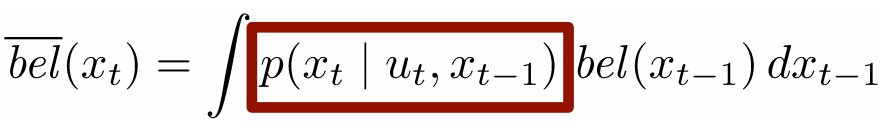 $\overline{bel}(x_t) = \int p(x_t \mid u_t, x_{t-1}) \, bel(x_{t-1}) \, dx_{t-1}$